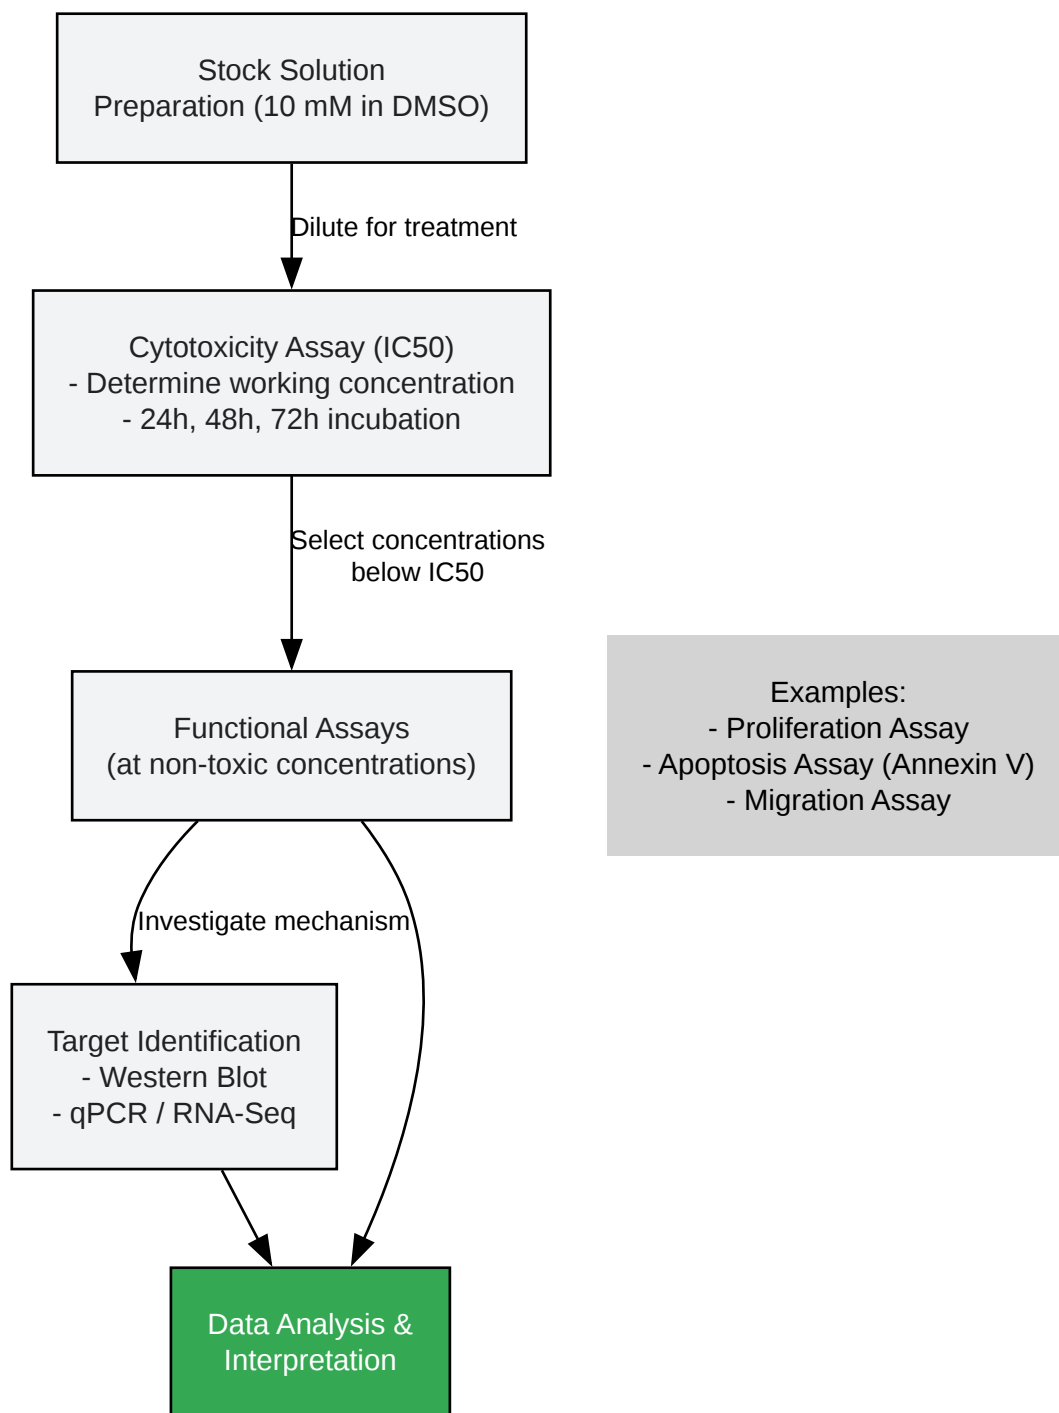 Stock Solution
Preparation (10 mM in DMSO)
Dilute for treatment
Cytotoxicity Assay (IC50)
- Determine working concentration
- 24h, 48h, 72h incubation
Select concentrations
below IC50
Functional Assays
(at non-toxic concentrations)
Examples:
- Proliferation Assay
- Apoptosis Assay (Annexin V)
- Migration Assay
Investigate mechanism
Target Identification
- Western Blot
- qPCR / RNA-Seq
Data Analysis &
Interpretation